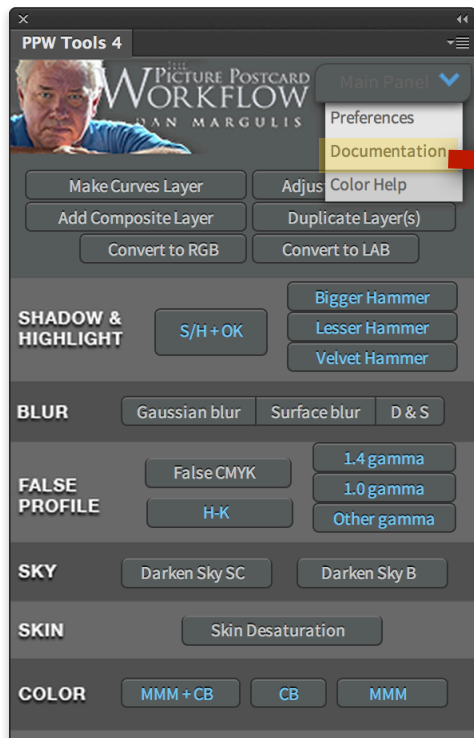 PPW Tools 4
PICTURE POSTCARD
WORKFLOW
DAN MARGULIS
Main Panel
Preferences
Documentation
Color Help
Make Curves Layer
Adjus
Add Composite Layer
Duplicate Layer(s)
Convert to RGB
Convert to LAB
SHADOW &
HIGHLIGHT
S/H + OK
Bigger Hammer
Lesser Hammer
Velvet Hammer
BLUR
Gaussian blur
Surface blur
D & S
FALSE
PROFILE
False CMYK
H-K
1.4 gamma
1.0 gamma
Other gamma
SKY
Darken Sky SC
Darken Sky B
SKIN
Skin Desaturation
COLOR
MMM + CB
CB
MMM